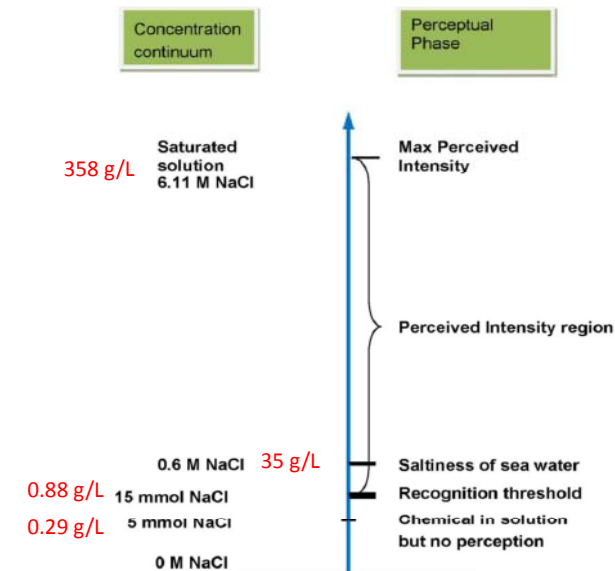 Concentration
continuum
Perceptual
Phase
Saturated
solution
6.11 M NaCl
358 g/L
Max Perceived
Intensity
Perceived Intensity region
0.6 M NaCl
35 g/L
Saltiness of sea water
0.88 g/L
15 mmol NaCl
Recognition threshold
0.29 g/L
5 mmol NaCl
Chemical in solution
but no perception
0 M NaCl